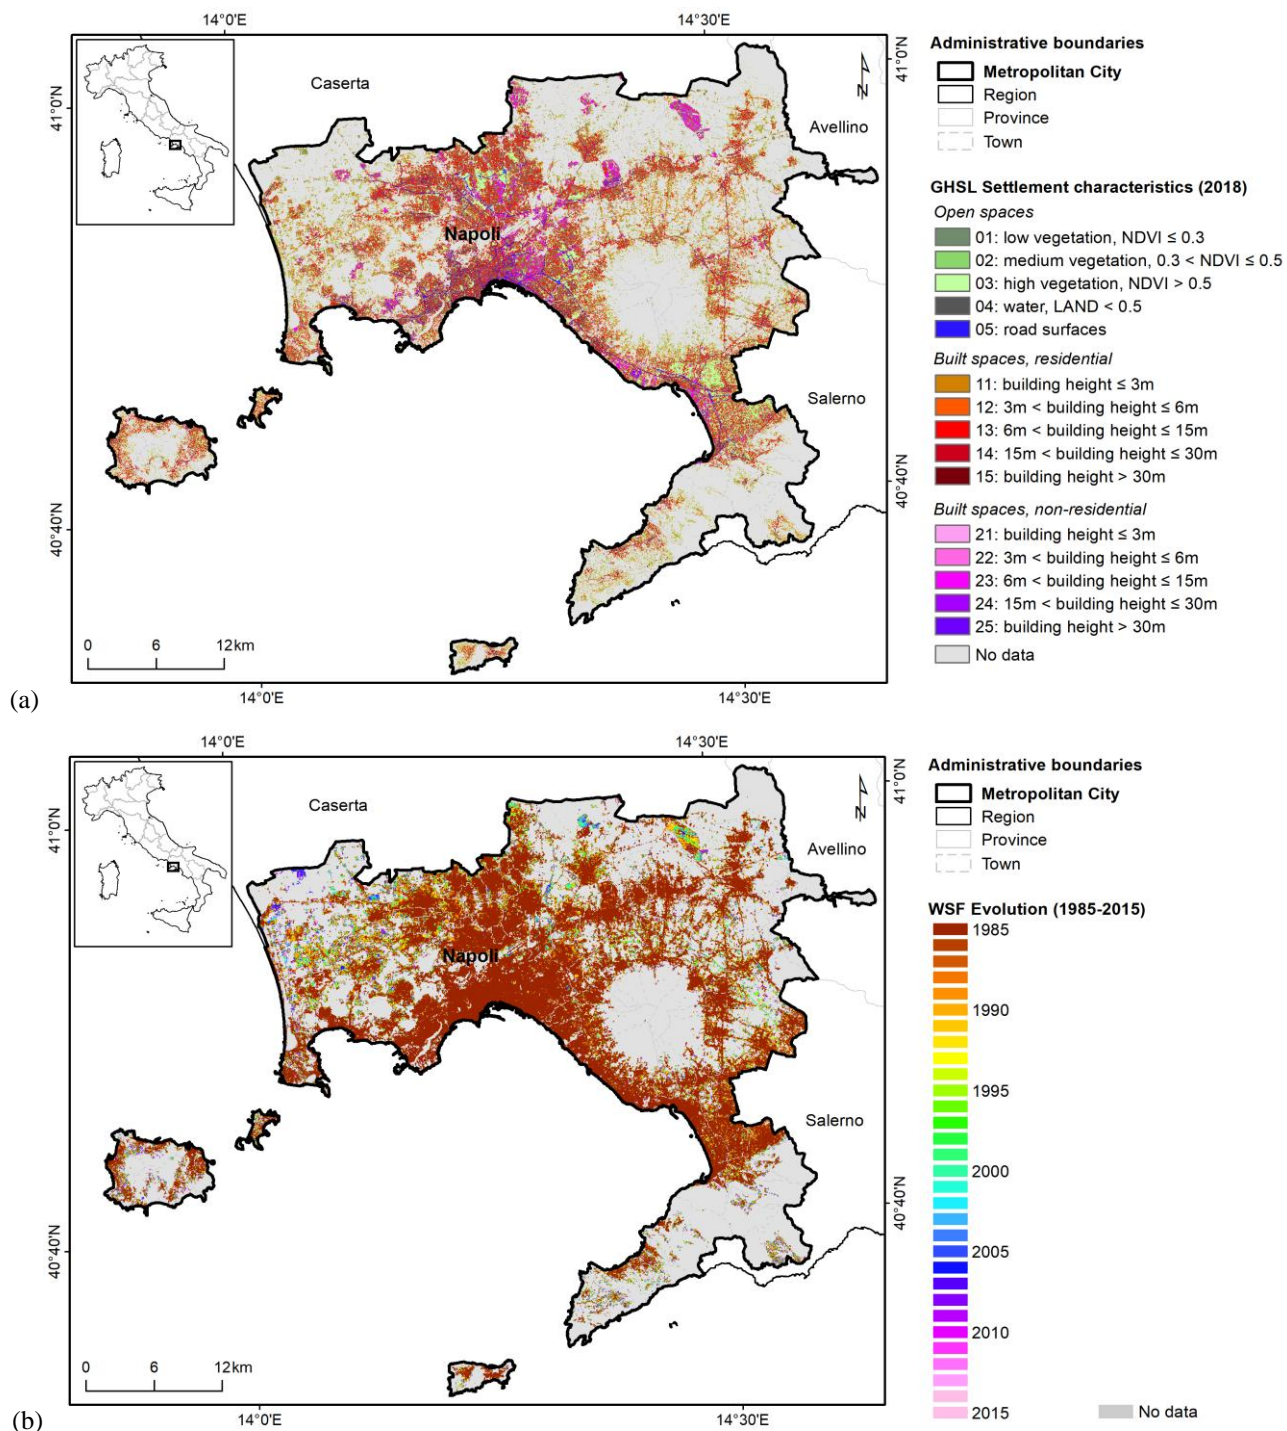 14°0'E
14°30'E
41°0'N
41°0'N
Caserta
Avellino
N
Napoli
Salerno
40°40'N
40°40'N
0 6 12km
14°0'E
14°30'E
(a)
Administrative boundaries
Metropolitan City
Region
Province
Town
GHSL Settlement characteristics (2018)
Open spaces
01: low vegetation, NDVI ≤ 0.3
02: medium vegetation, 0.3 < NDVI ≤ 0.5
03: high vegetation, NDVI > 0.5
04: water, LAND < 0.5
05: road surfaces
Built spaces, residential
11: building height ≤ 3m
12: 3m < building height ≤ 6m
13: 6m < building height ≤ 15m
14: 15m < building height ≤ 30m
15: building height > 30m
Built spaces, non-residential
21: building height ≤ 3m
22: 3m < building height ≤ 6m
23: 6m < building height ≤ 15m
24: 15m < building height ≤ 30m
25: building height > 30m
No data
14°0'E
14°30'E
41°0'N
41°0'N
Caserta
Avellino
N
Napoli
Salerno
40°40'N
40°40'N
0 6 12km
14°0'E
14°30'E
(b)
Administrative boundaries
Metropolitan City
Region
Province
Town
WSF Evolution (1985-2015)
1985
1990
1995
2000
2005
2010
2015
No data